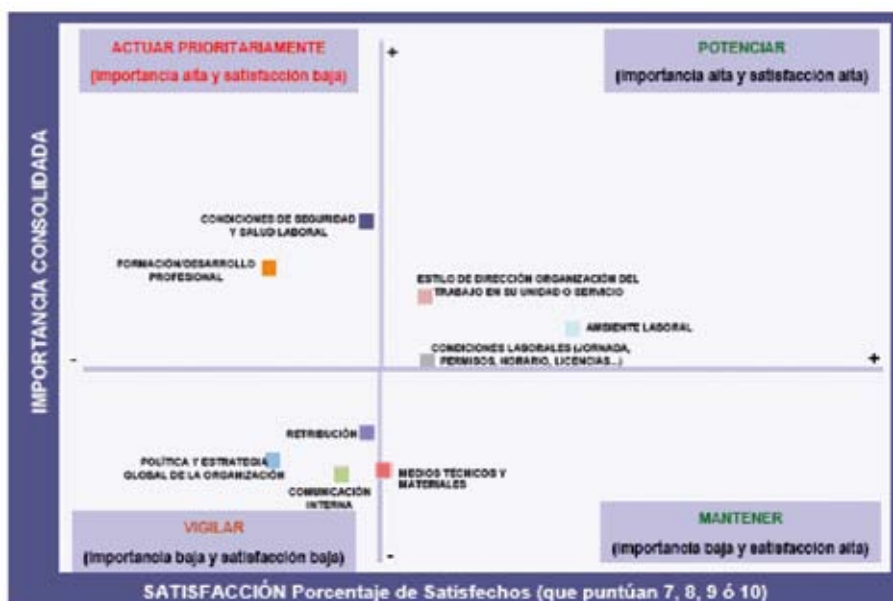 ACTUAR PRIORITARIAMENTE
(importancia alta y satisfacción baja)
+
POTENCIAR
(importancia alta y satisfacción alta)
IMPORTANCIA CONSOLIDADA
CONDICIONES DE SEGURIDAD
Y SALUD LABORAL
FORMACIÓN/DESARROLLO
PROFESIONAL
ESTILO DE DIRECCIÓN ORGANIZACIÓN DEL
TRABAJO EN SU UNIDAD O SERVICIO
AMBIENTE LABORAL
CONDICIONES LABORALES (JORNADA,
PERMISOS, HORARIO, LICENCIAS...)
-
+
RETRIBUCIÓN
POLÍTICA Y ESTRATEGIA
GLOBAL DE LA ORGANIZACIÓN
COMUNICACIÓN
INTERNA
MEDIOS TÉCNICOS Y
MATERIALES
VIGILAR
(importancia baja y satisfacción baja)
-
MANTENER
(importancia baja y satisfacción alta)
SATISFACCIÓN Porcentaje de Satisfechos (que puntúan 7, 8, 9 ó 10)